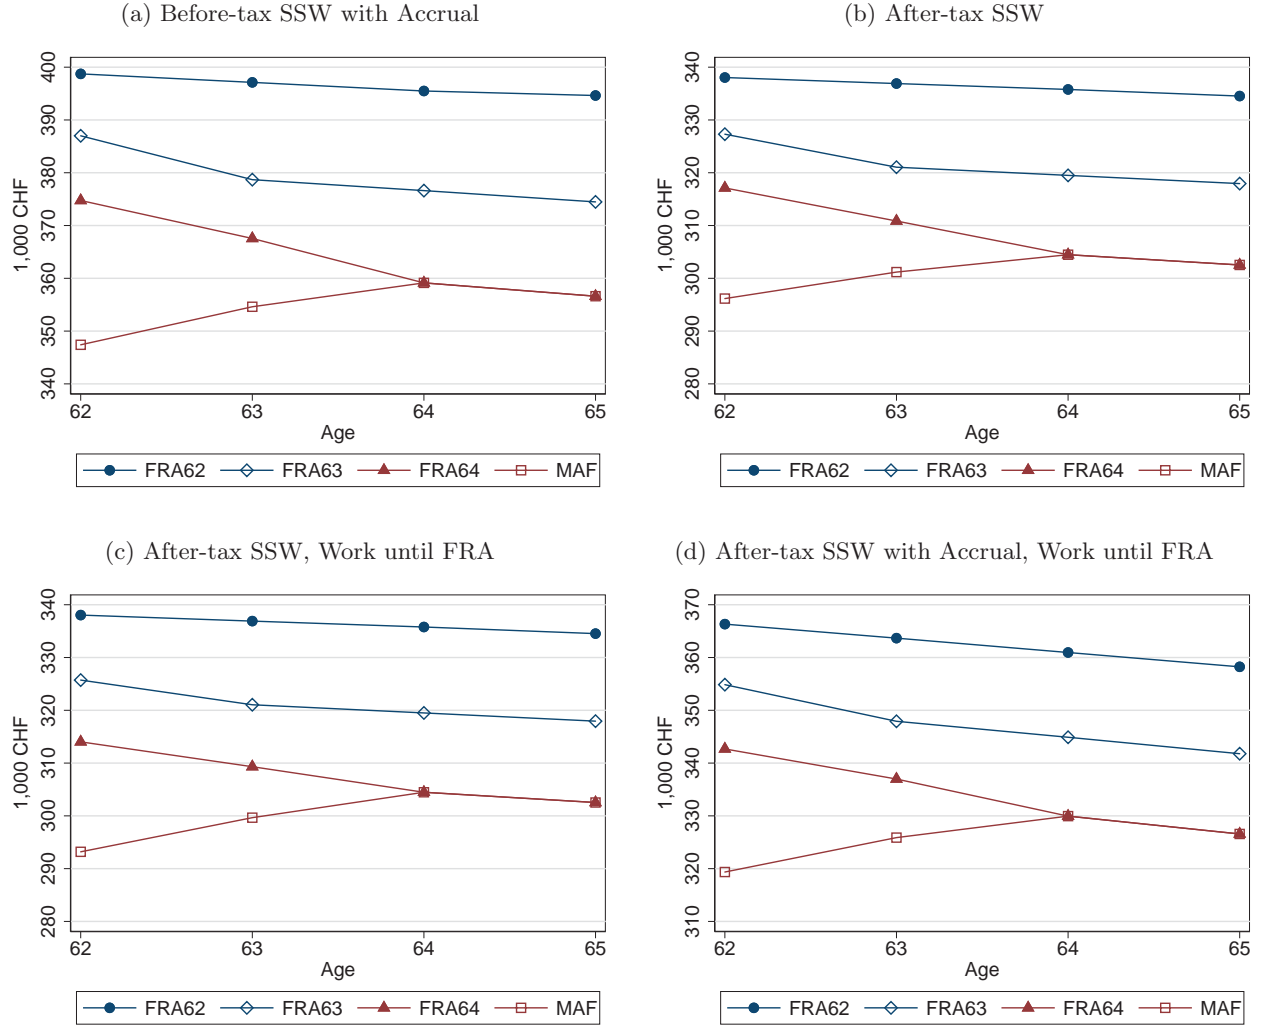 (a) Before-tax SSW with Accrual
1,000 CHF
400
390
380
370
360
350
340
62 63 64 65
Age
FRA62 FRA63 FRA64 MAF
(b) After-tax SSW
1,000 CHF
340
330
320
310
300
290
280
62 63 64 65
Age
FRA62 FRA63 FRA64 MAF
(c) After-tax SSW, Work until FRA
1,000 CHF
340
330
320
310
300
290
280
62 63 64 65
Age
FRA62 FRA63 FRA64 MAF
(d) After-tax SSW with Accrual, Work until FRA
1,000 CHF
370
360
350
340
330
320
310
62 63 64 65
Age
FRA62 FRA63 FRA64 MAF